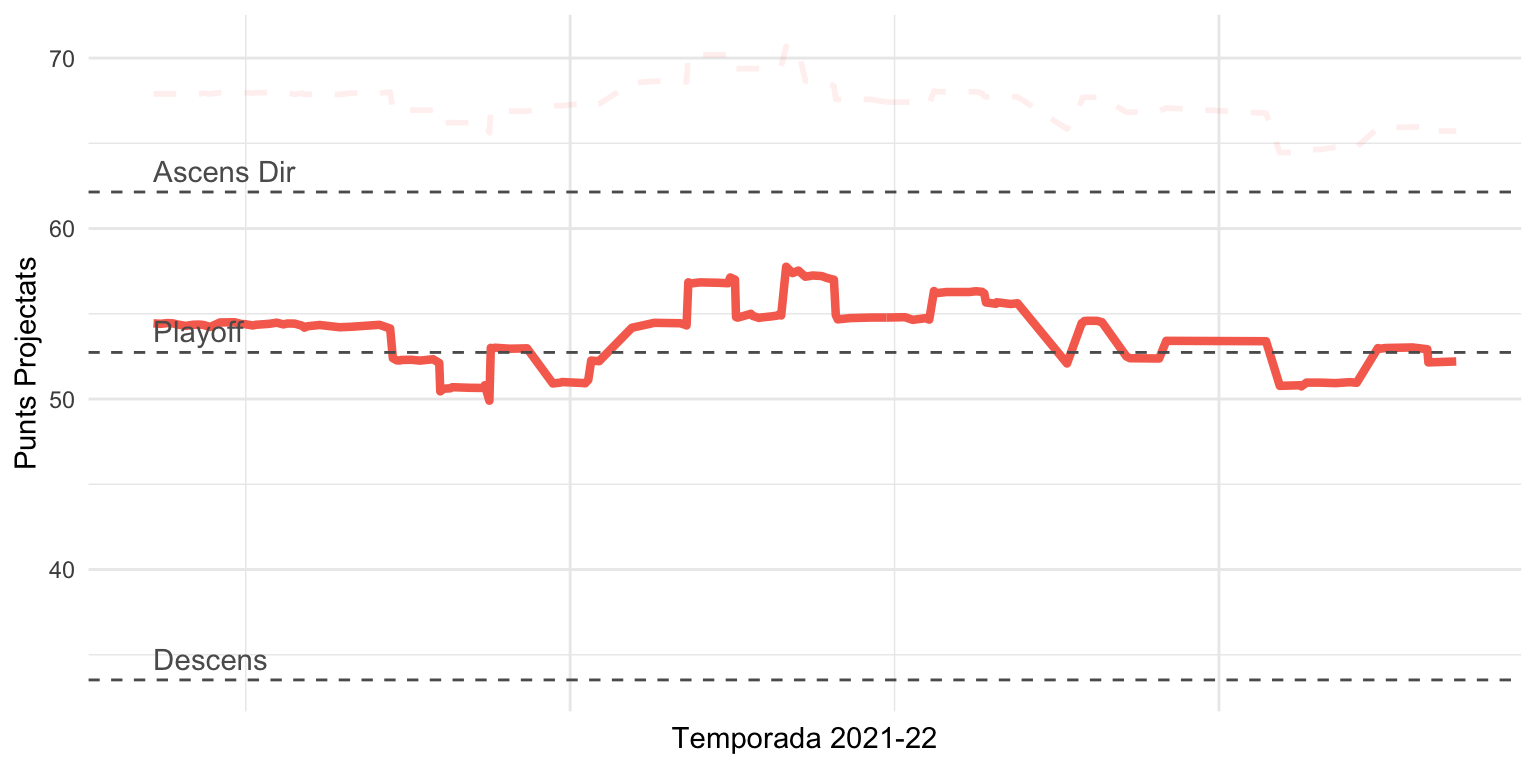 70
Ascens Dir
60
Playoff
50
40
Descens
Punts Projectats
Temporada 2021-22